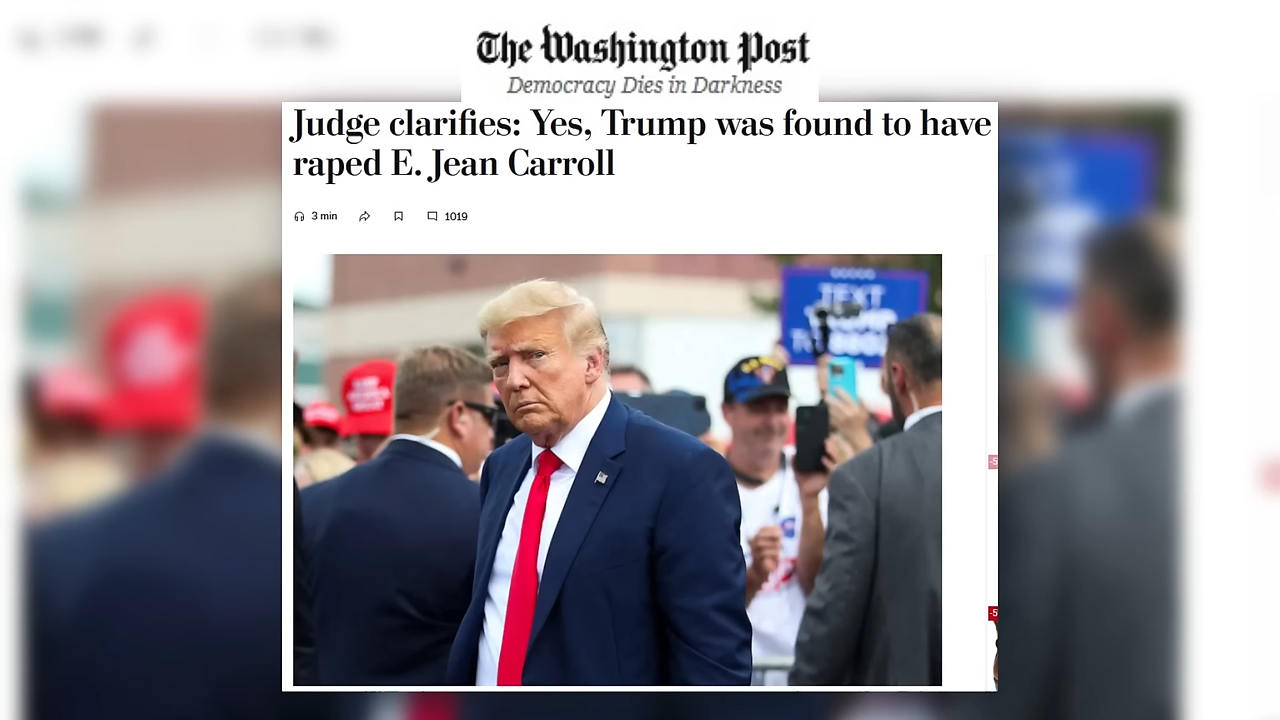 The Washington Post
Democracy Dies in Darkness
Judge clarifies: Yes, Trump was found to have
raped E. Jean Carroll
3 min
1019
TEXT